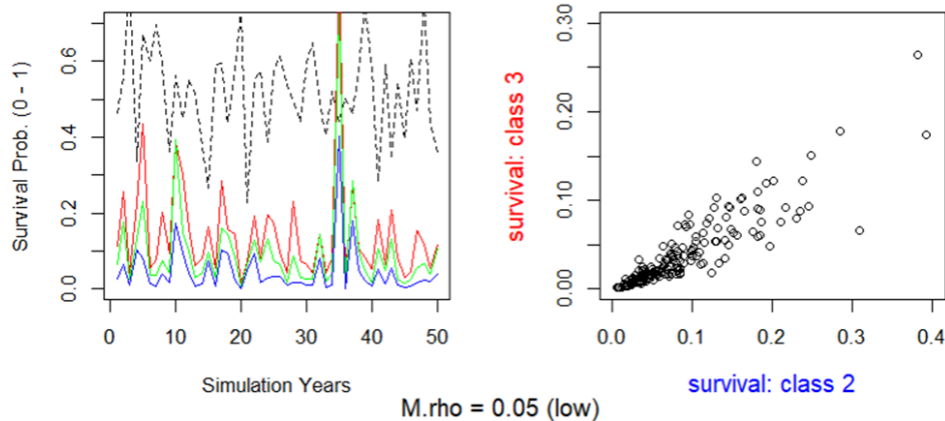 Survival Prob. (0 - 1)
0.0 0.2 0.4 0.6
0 10 20 30 40 50
Simulation Years
survival: class 3
0.00 0.10 0.20 0.30
0.0 0.1 0.2 0.3 0.4
survival: class 2
M.rho = 0.05 (low)